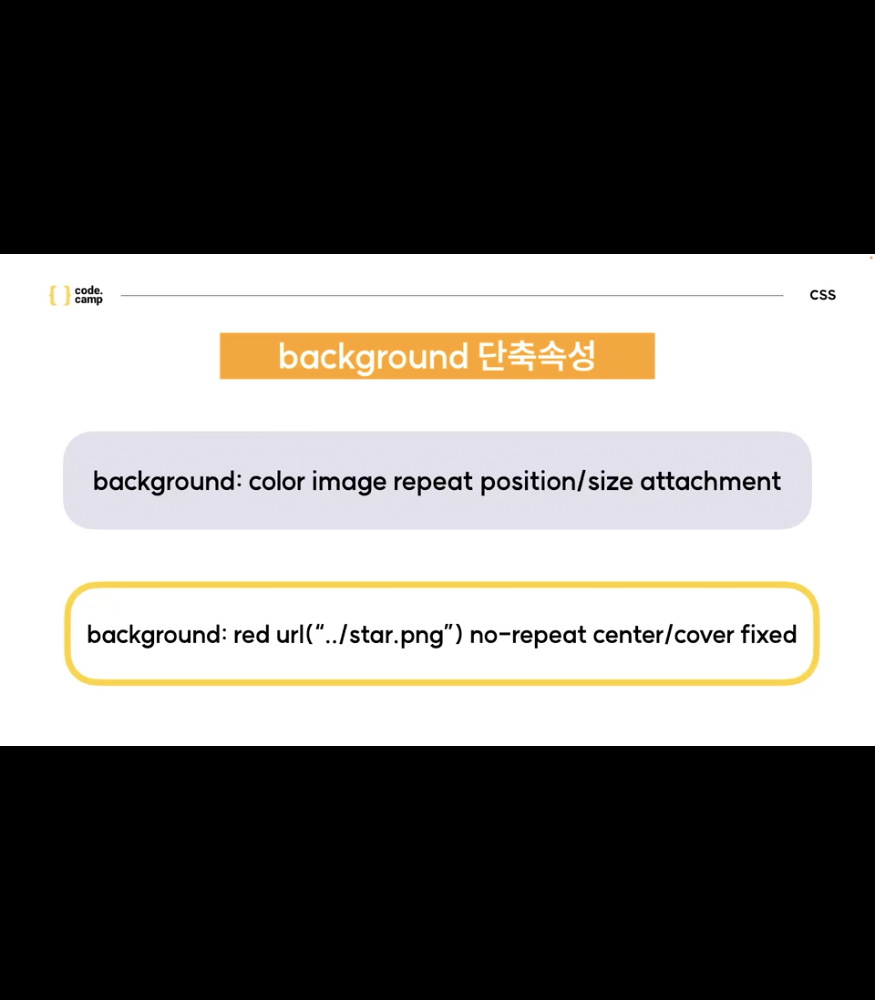 { } code.
camp
CSS
background 단축속성
background: color image repeat position/size attachment
background: red url(“../star.png”) no-repeat center/cover fixed